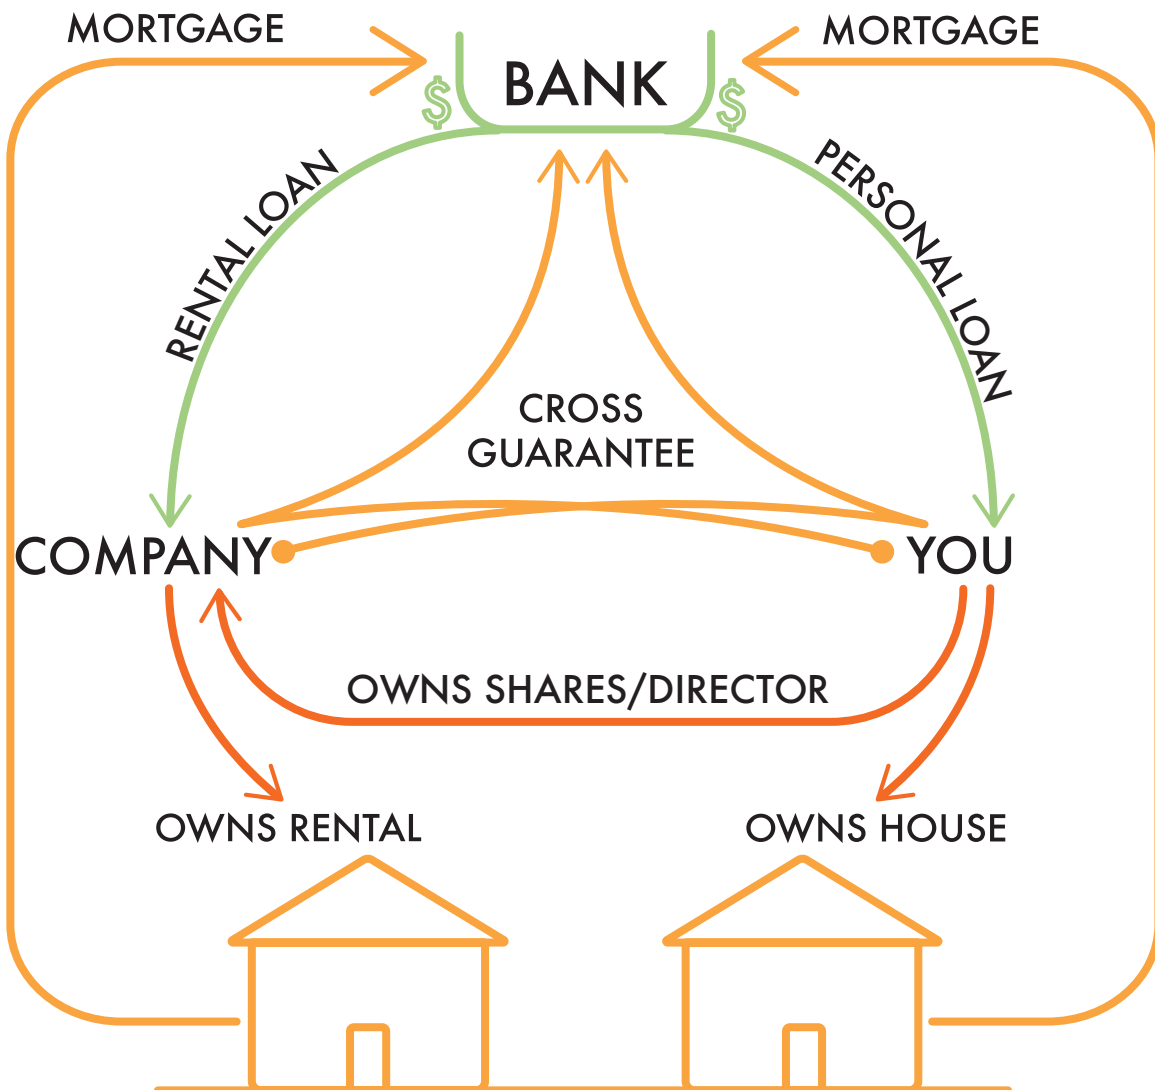 MORTGAGE
MORTGAGE
BANK
$
$
RENTAL LOAN
PERSONAL LOAN
CROSS
GUARANTEE
COMPANY
YOU
OWNS SHARES/DIRECTOR
OWNS RENTAL
OWNS HOUSE